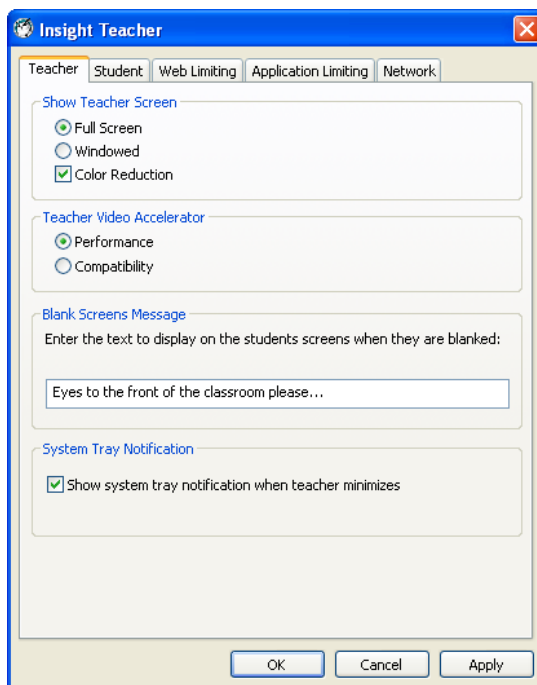 Insight Teacher
Teacher Student Web Limiting Application Limiting Network
Show Teacher Screen
Full Screen
Windowed
Color Reduction
Teacher Video Accelerator
Performance
Compatibility
Blank Screens Message
Enter the text to display on the students screens when they are blanked:
Eyes to the front of the classroom please...
System Tray Notification
Show system tray notification when teacher minimizes
OK Cancel Apply